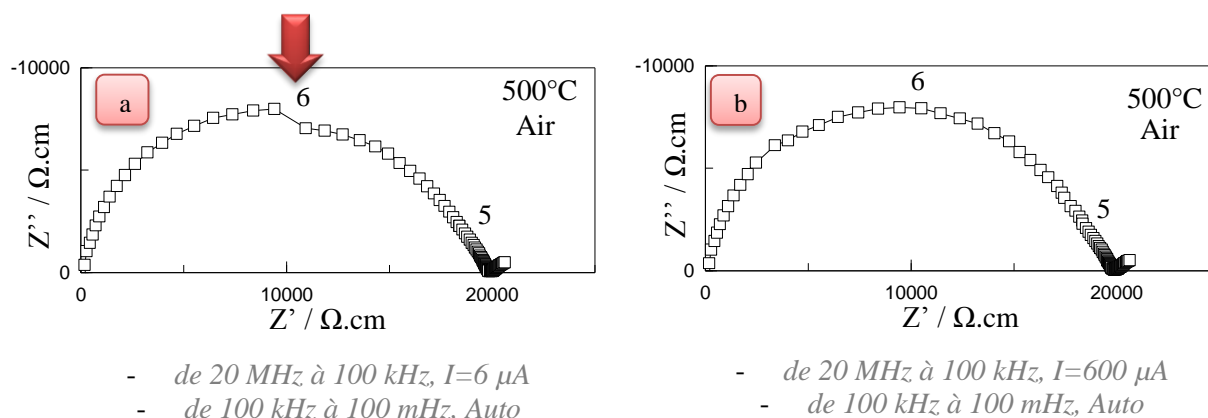 -10000
a
6
500°C
Air
Z’’ / Ω.cm
5
0
0
10000
20000
Z’ / Ω.cm
- de 20 MHz à 100 kHz, I=6 µA
- de 100 kHz à 100 mHz, Auto
-10000
b
6
500°C
Air
Z’’ / Ω.cm
5
0
0
10000
20000
Z’ / Ω.cm
- de 20 MHz à 100 kHz, I=600 µA
- de 100 kHz à 100 mHz, Auto